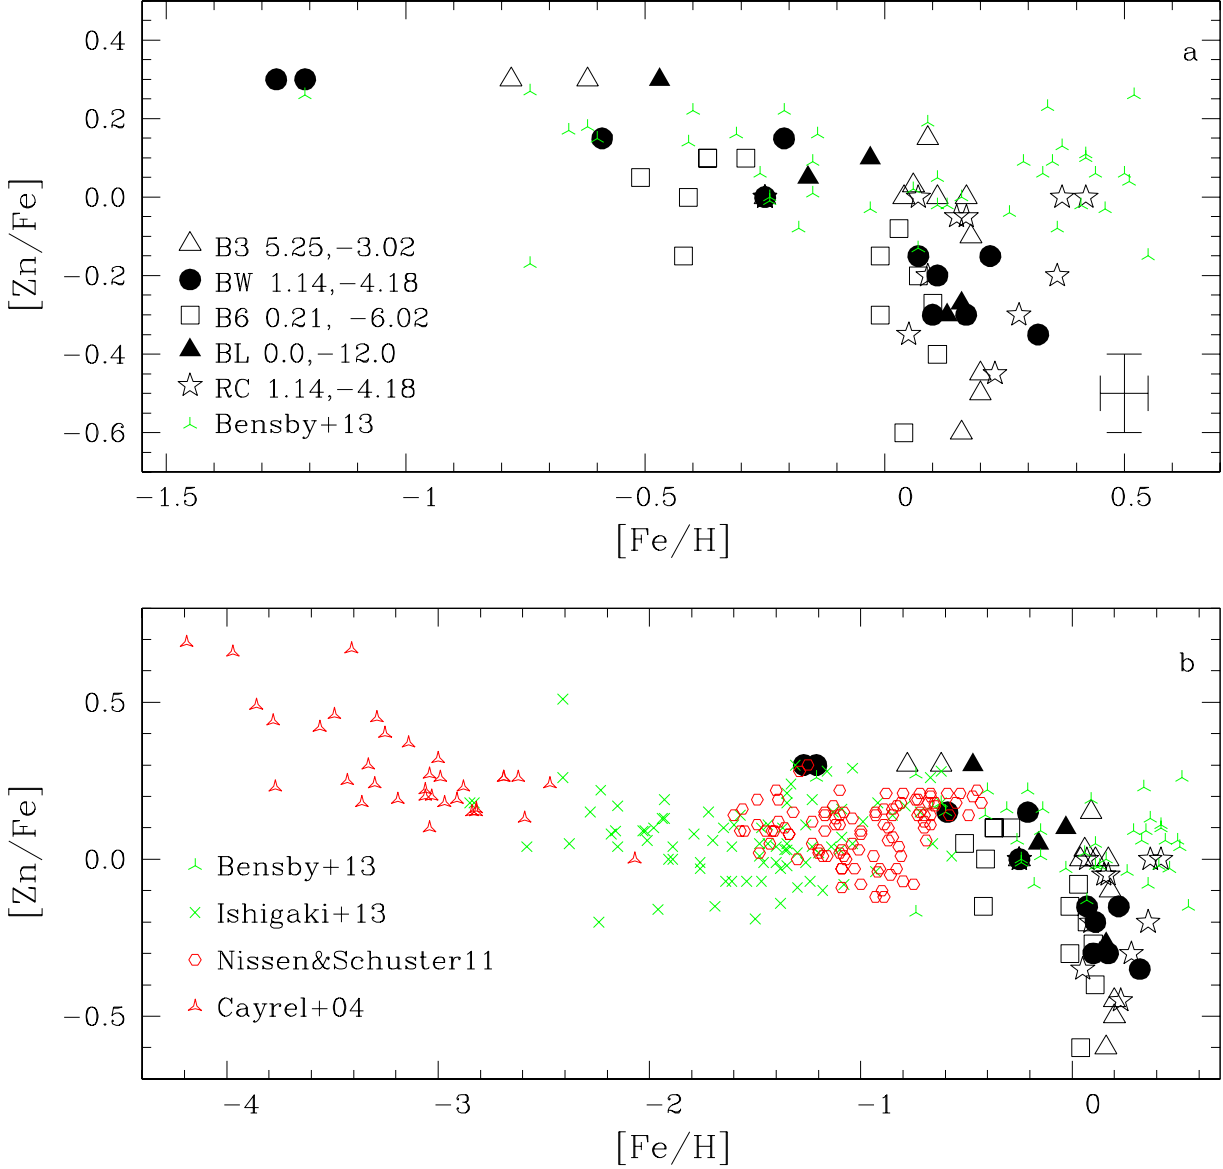 a
0.4
0.2
0.0
−0.2
−0.4
−0.6
[Zn/Fe]
B3 5.25,−3.02
BW 1.14,−4.18
B6 0.21, −6.02
BL 0.0,−12.0
RC 1.14,−4.18
Bensby+13
−1.5 −1 −0.5 0 0.5
[Fe/H]
b
0.5
0.0
−0.5
[Zn/Fe]
Bensby+13
Ishigaki+13
Nissen&Schuster11
Cayrel+04
−4 −3 −2 −1 0
[Fe/H]